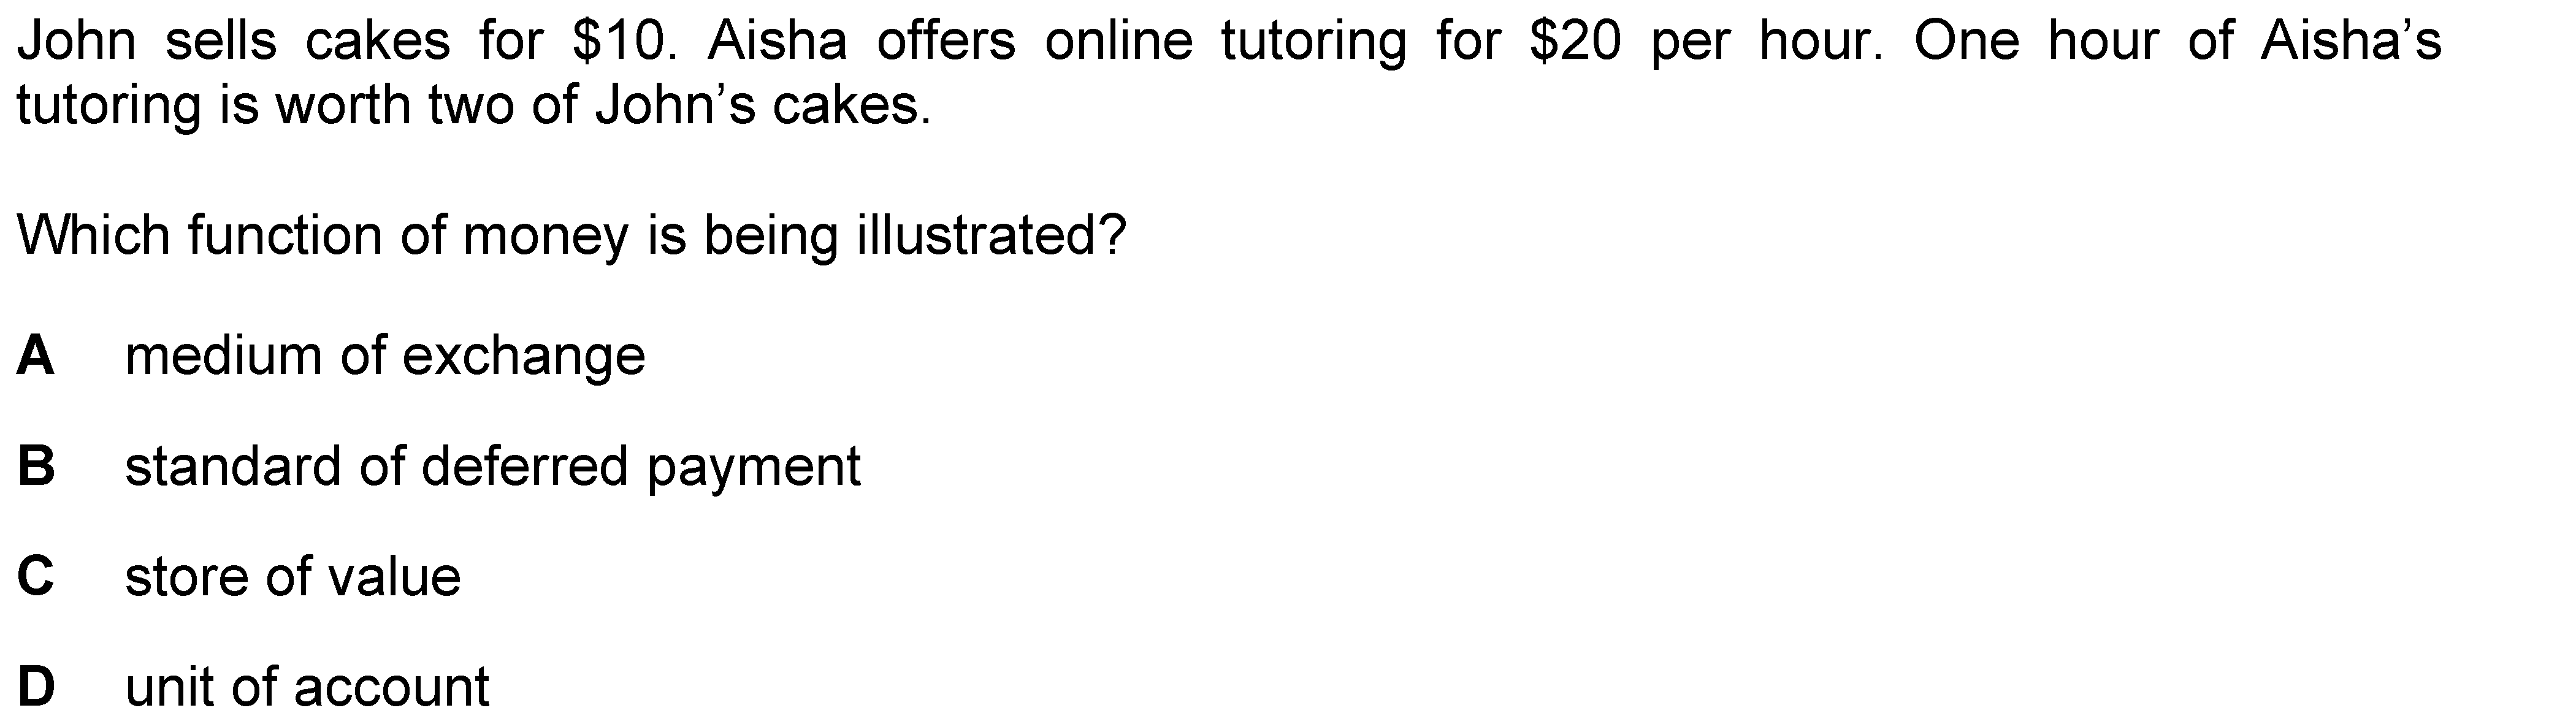 John sells cakes for $10. Aisha offers online tutoring for $20 per hour. One hour of Aisha’s
tutoring is worth two of John’s cakes.
Which function of money is being illustrated?
A medium of exchange
B standard of deferred payment
C store of value
D unit of account